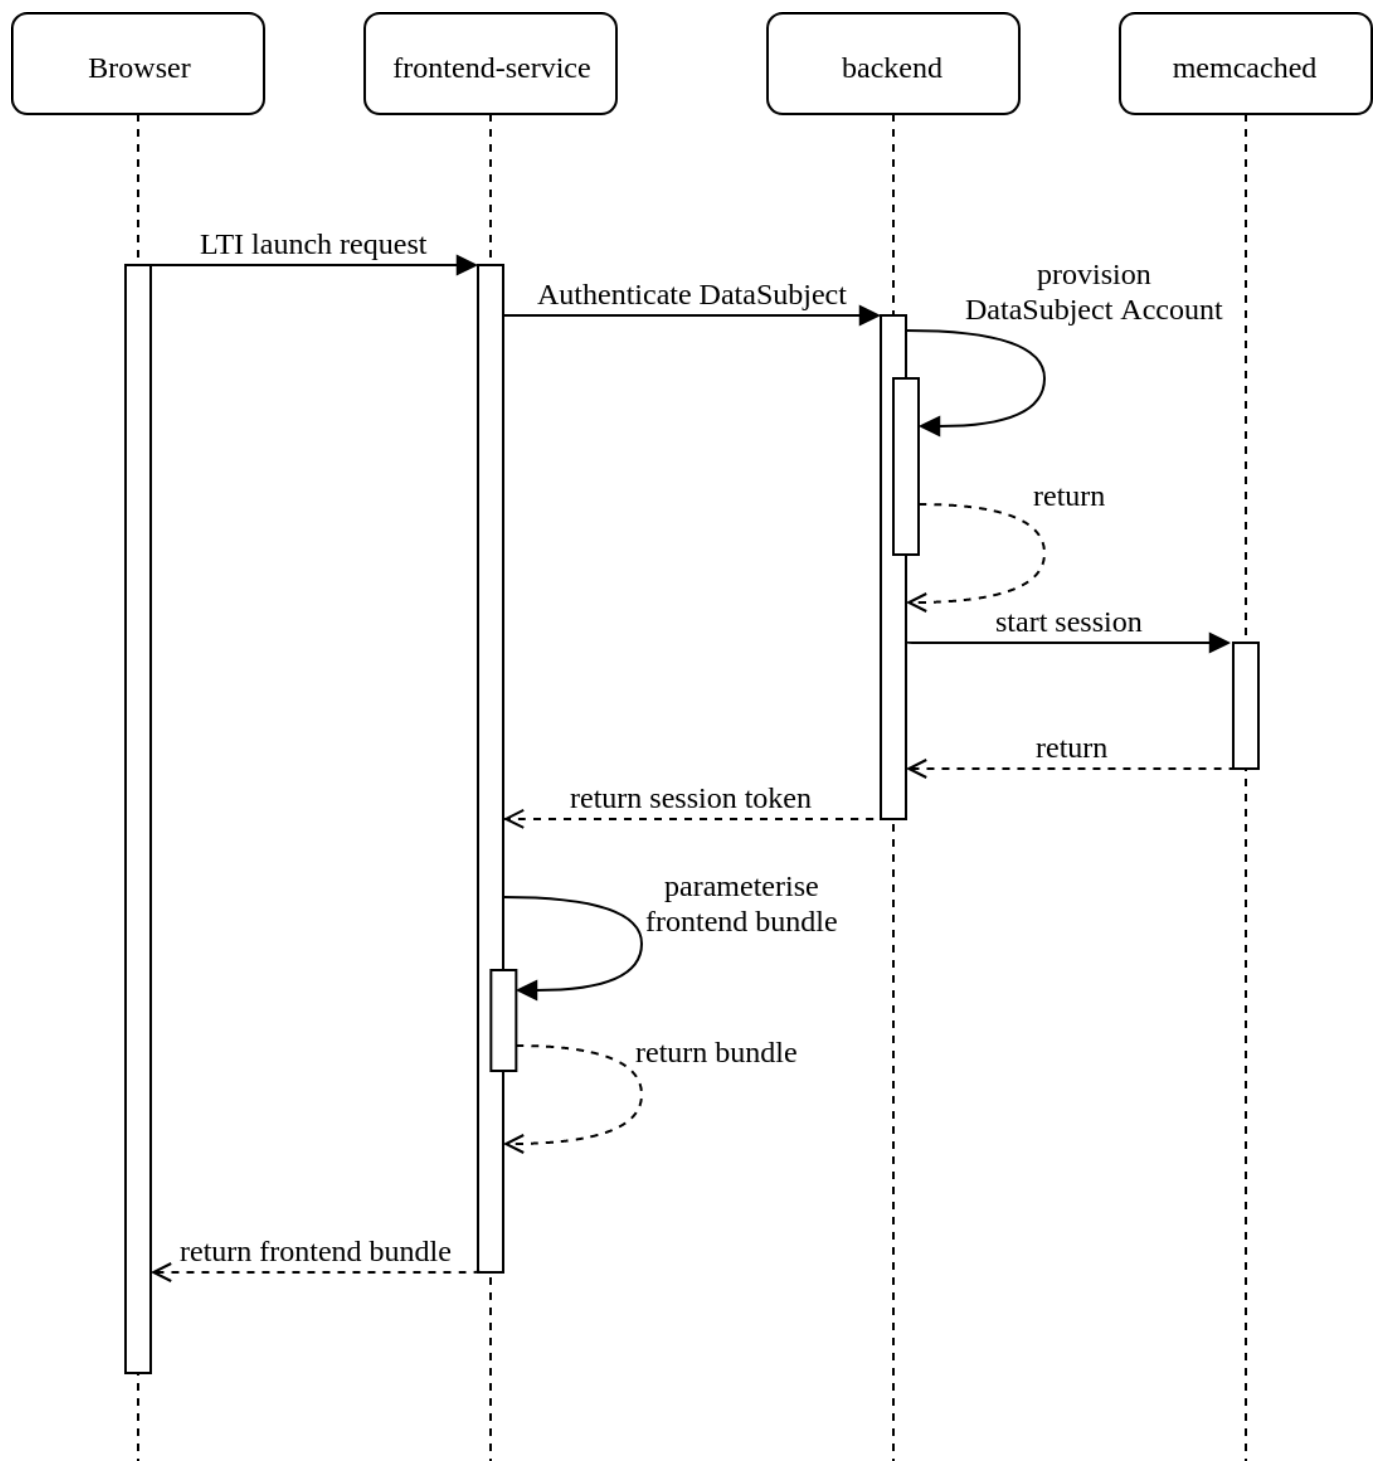 Browser
frontend-service
backend
memcached
LTI launch request
provision
Authenticate DataSubject
DataSubject Account
return
start session
return
return session token
parameterise
frontend bundle
return bundle
return frontend bundle